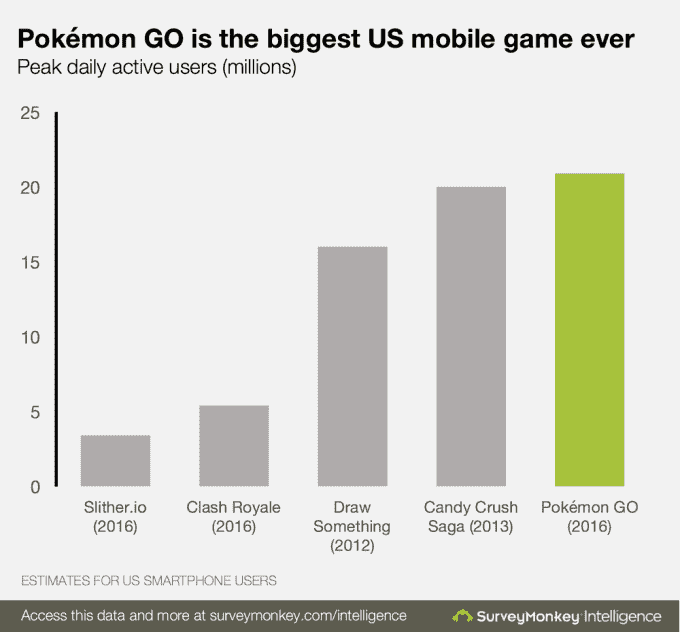 Pokémon GO is the biggest US mobile game ever
Peak daily active users (millions)
25
20
15
10
5
0
Slither.io
(2016)
Clash Royale
(2016)
Draw
Something
(2012)
Candy Crush
Saga (2013)
Pokémon GO
(2016)
ESTIMATES FOR US SMARTPHONE USERS
Access this data and more at surveymonkey.com/intelligence
SurveyMonkey Intelligence